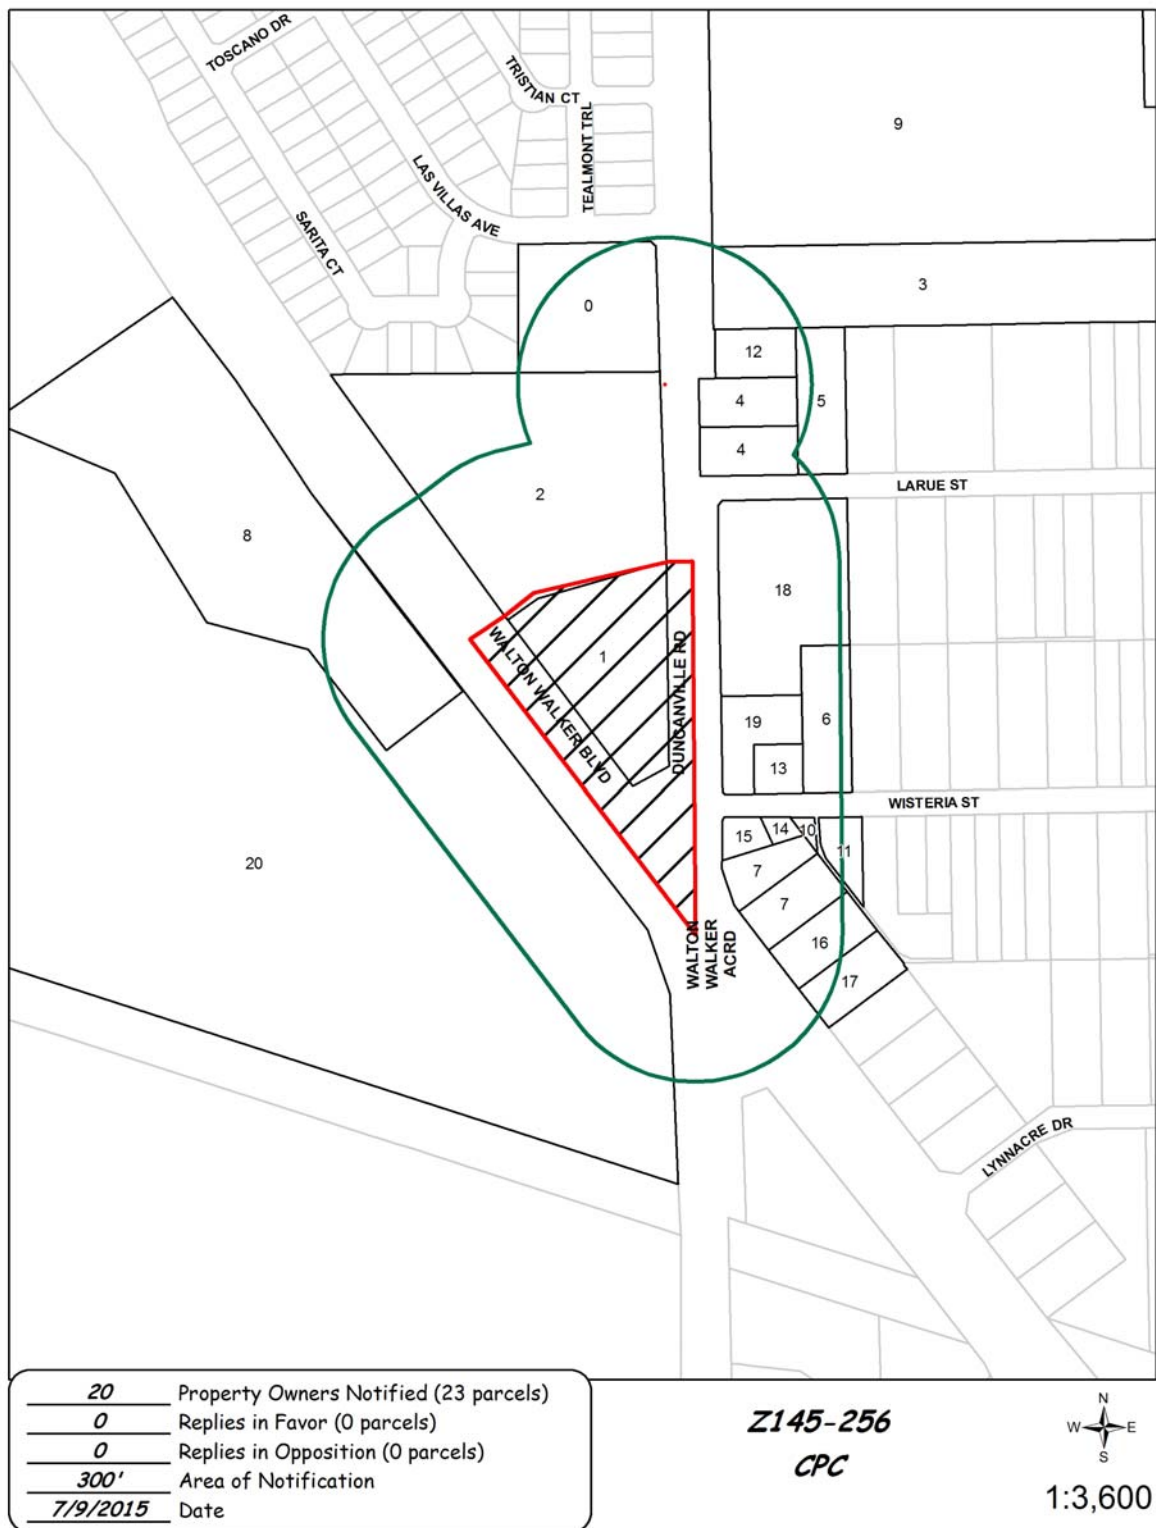 TOSCANO DR
TRISTIAN CT
TEALMONT TRL
9
LAS VILLAS AVE
SARITA CT
3
0
12
4
5
4
LARUE ST
2
8
18
1
WALTON WALKER BLVD
DUNCANVILLE RD
6
19
13
WISTERIA ST
15
14
10
11
7
7
20
16
17
WALTON
WALKER
ACRD
LYNNACRE DR
20 Property Owners Notified (23 parcels)
0 Replies in Favor (0 parcels)
0 Replies in Opposition (0 parcels)
300' Area of Notification
7/9/2015 Date
Z145-256
CPC
N
W E
S
1:3,600